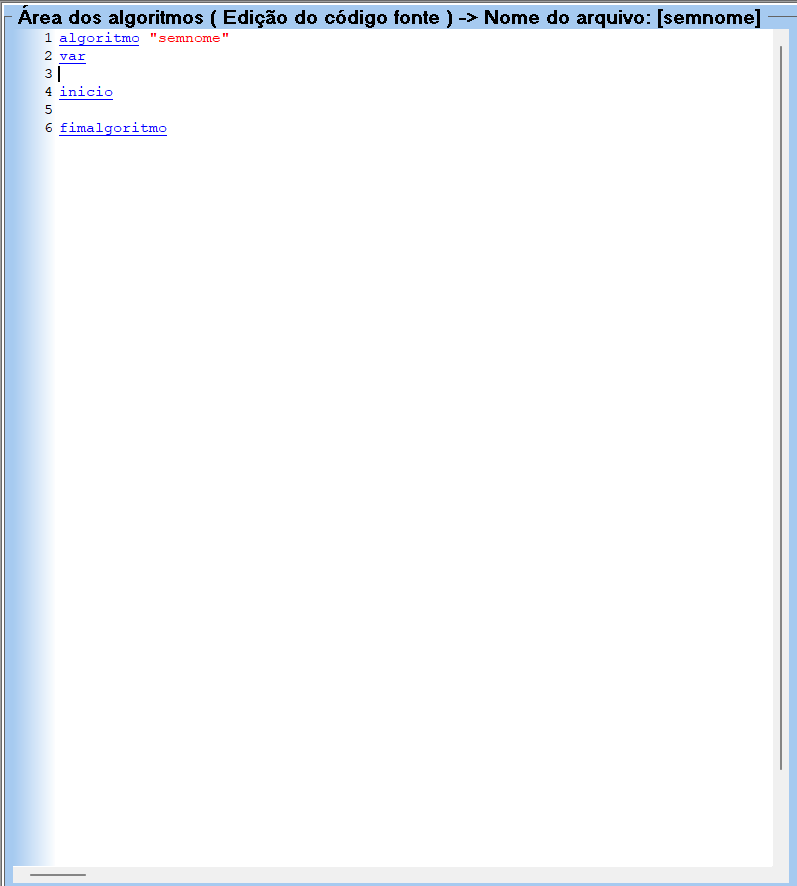 Área dos algoritmos ( Edição do código fonte ) -> Nome do arquivo: [semnome]
1 algoritmo "semnome"
2 var
3
4 inicio
5
6 fimalgoritmo